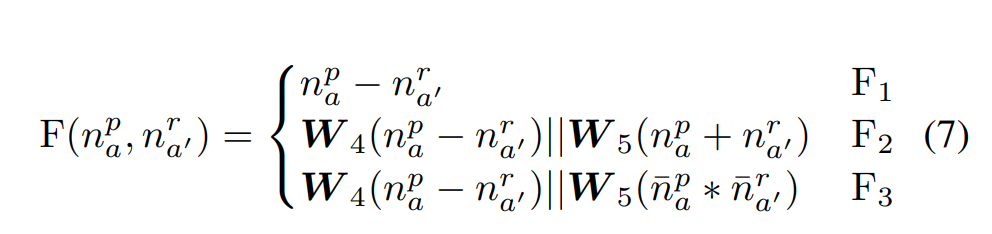 F(n_a^p, n_{a'}^r) = { n_a^p − n_{a'}^r F_1
W_4(n_a^p − n_{a'}^r)||W_5(n_a^p + n_{a'}^r) F_2 (7)
W_4(n_a^p − n_{a'}^r)||W_5(n̄_a^p ∗ n̄_{a'}^r) F_3